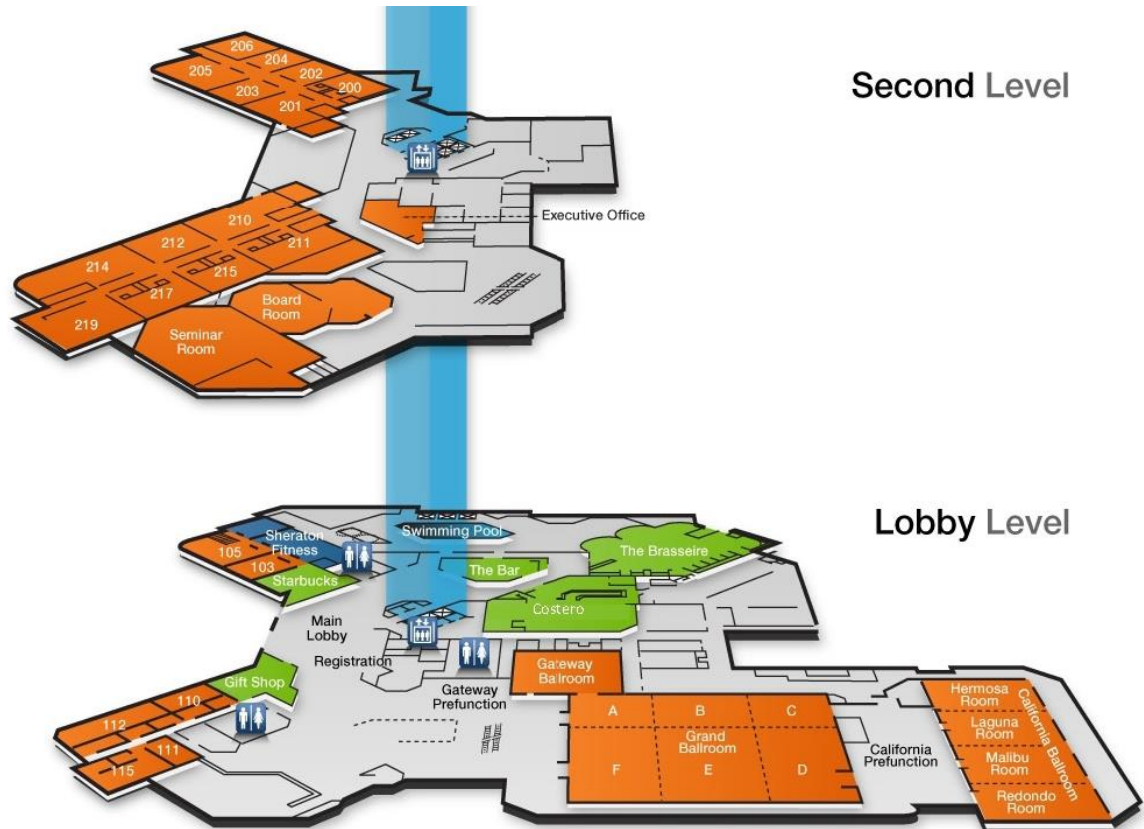 Second Level
206
204
202
200
205
203
201
Executive Office
210
212
211
214
215
217
219
Board
Room
Seminar
Room
Lobby Level
Swimming Pool
Sheraton
Fitness
105
103
Starbucks
The Brasseire
The Bar
Costero
Main
Lobby
Registration
Gateway
Prefunction
Gateway
Ballroom
Gift Shop
110
112
111
115
A
B
C
Grand
Ballroom
F
E
D
California
Prefunction
Hermosa
Room
Laguna
Room
Malibu
Room
Redondo
Room
California Ballroom